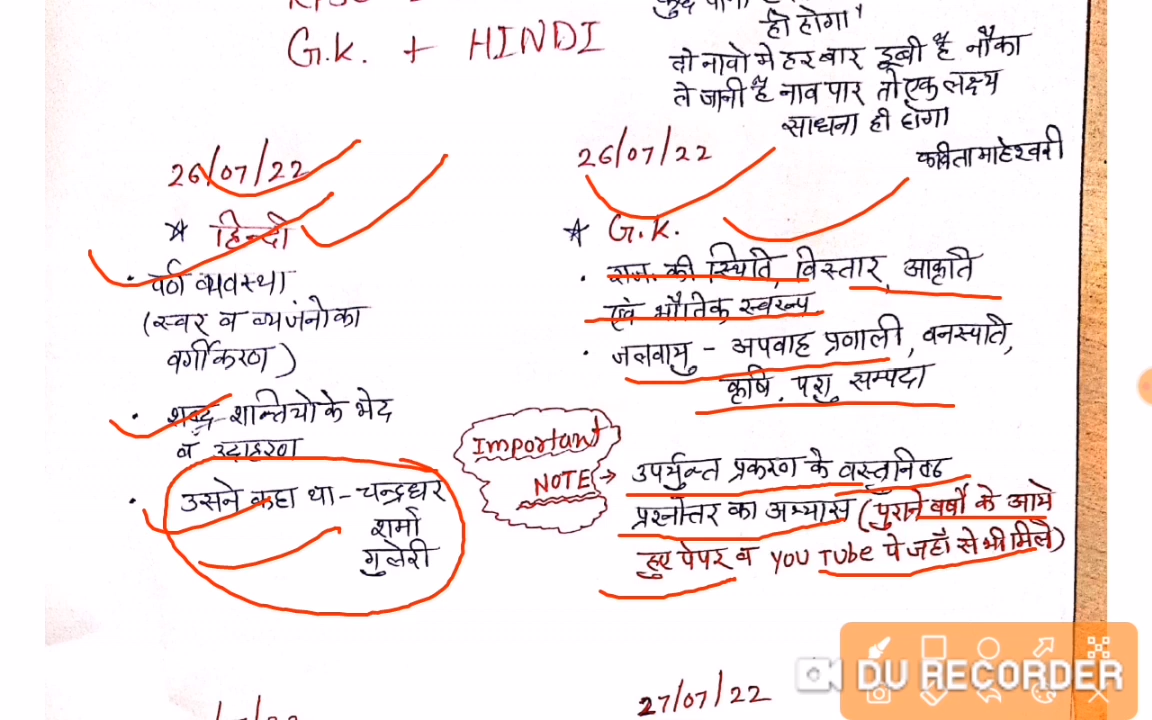 G.K. + HINDI
ही होगा'
तो नावो मे हर बार डूबी है नौका
ले जानी है नाव पार तो एक लक्ष्य
साधना ही होगा
कविता माहेश्वरी
26/07/22
* हिन्दी
• वर्ण व्यवस्था
(स्वर व व्यजंनो का
वर्गीकरण)
• शब्द शक्तियो के भेद
व उदाहरण
• उसने कहा था - चन्द्रधर
शर्मा
गुलेरी
26/07/22
* G.K.
• राज. की स्थिति, विस्तार, आकृति
एवं भौतिक स्वरूप
• जलवायु - अपवाह प्रणाली, वनस्पति,
कृषि, पशु सम्पदा
Important
NOTE → उपर्युक्त प्रकरण के वस्तुनिष्ठ
प्रश्नोत्तर का अभ्यास (पुराने वर्षो के आये
हुए पेपर व YOU TUBE पे जहाँ से भी मिले)
27/07/22
DU RECORDER